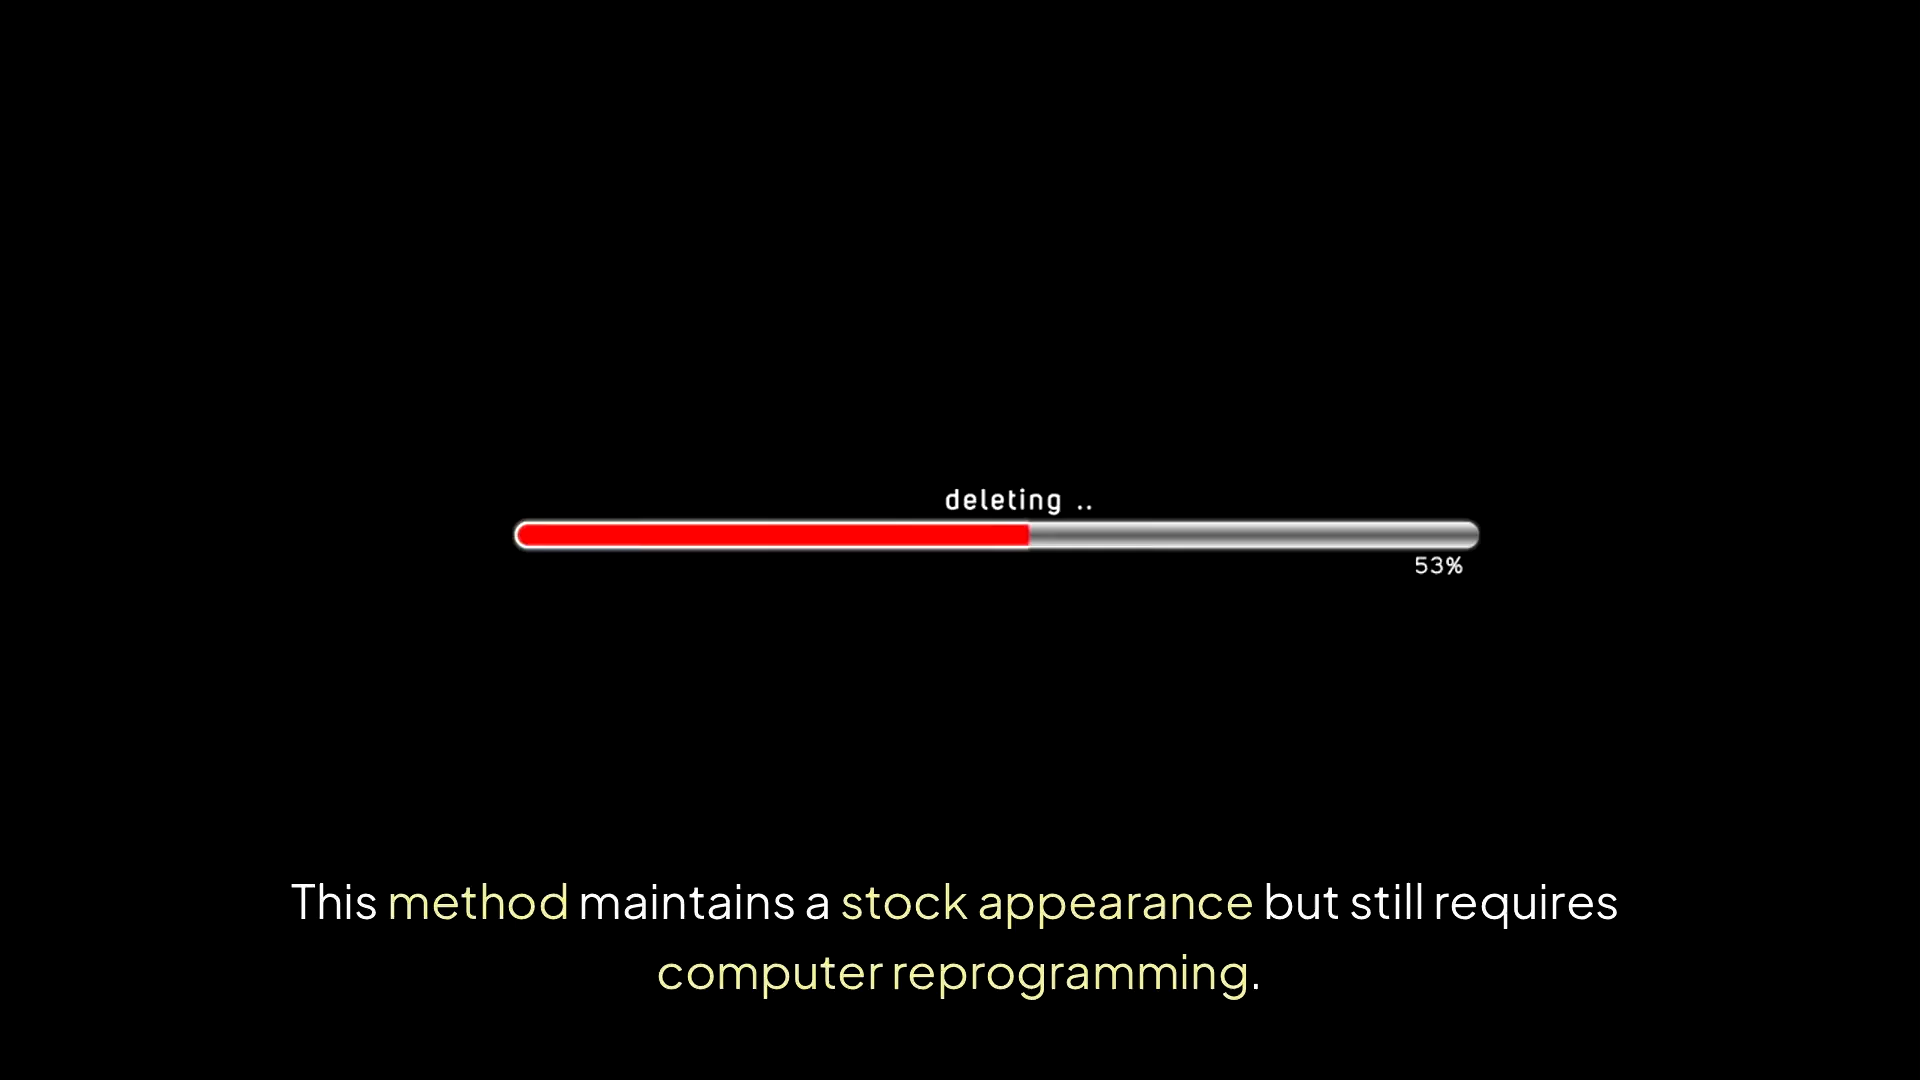 deleting ..
53%
This method maintains a stock appearance but still requires
computer reprogramming.